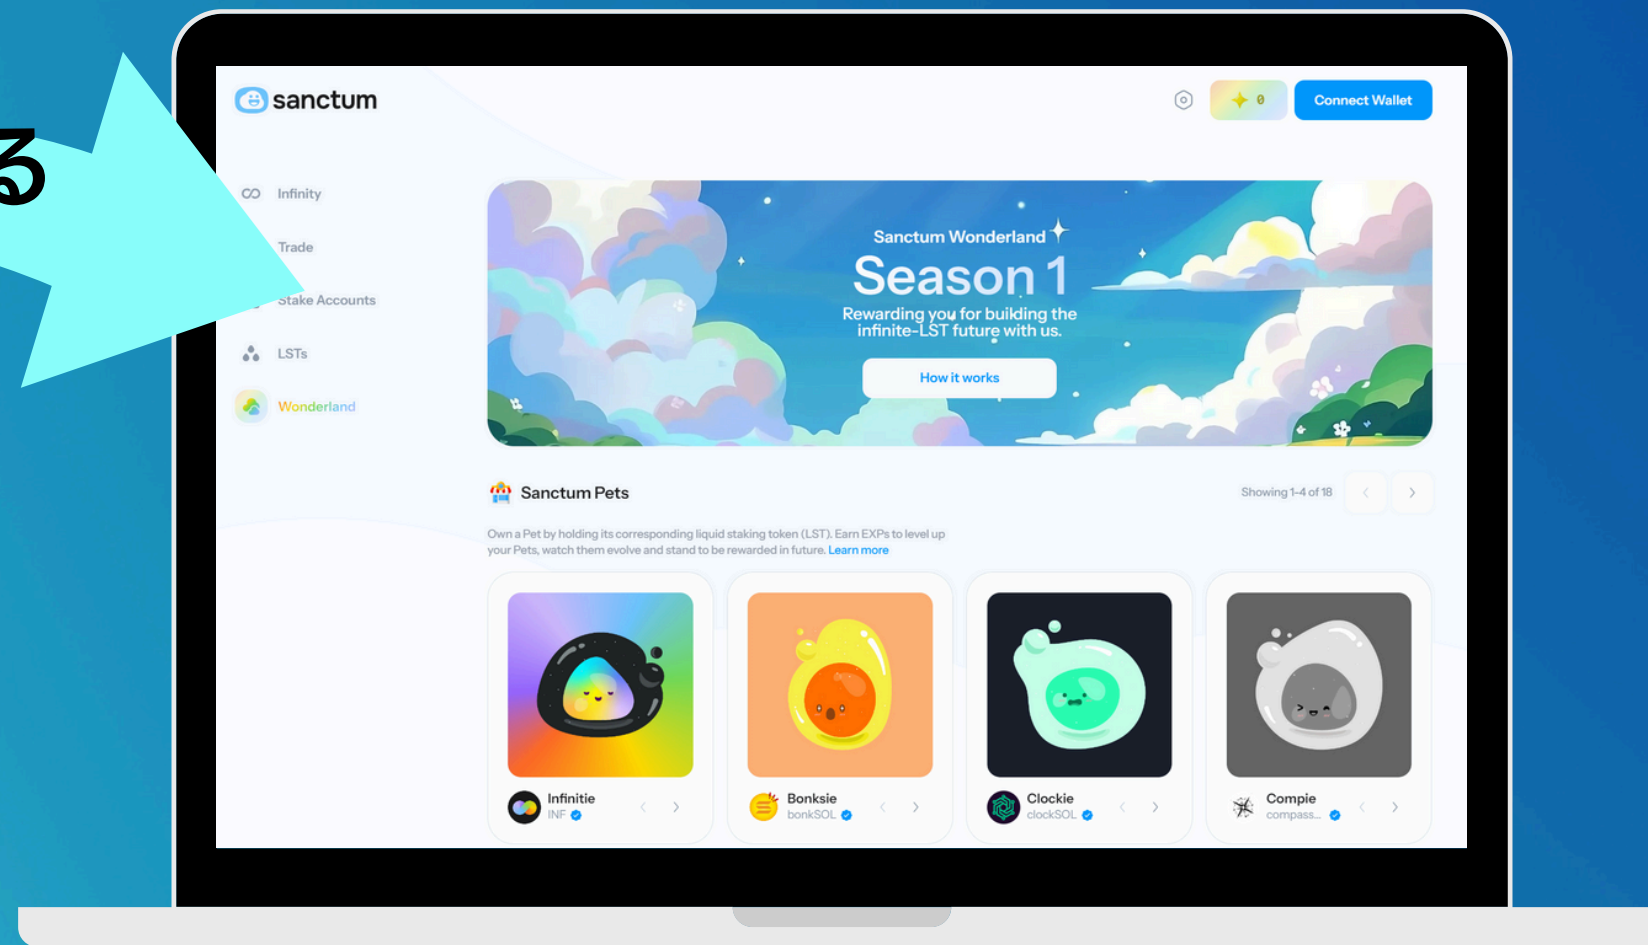 る
sanctum
0
Connect Wallet
Infinity
Trade
Stake Accounts
LSTs
Wonderland
Sanctum Wonderland
Season 1
Rewarding you for building the
infinite-LST future with us.
How it works
Sanctum Pets
Showing 1-4 of 18
Own a Pet by holding its corresponding liquid staking token (LST). Earn EXPs to level up
your Pets, watch them evolve and stand to be rewarded in future. Learn more
Infinitie
INF
Bonksie
bonkSOL
Clockie
clockSOL
Compie
compass...